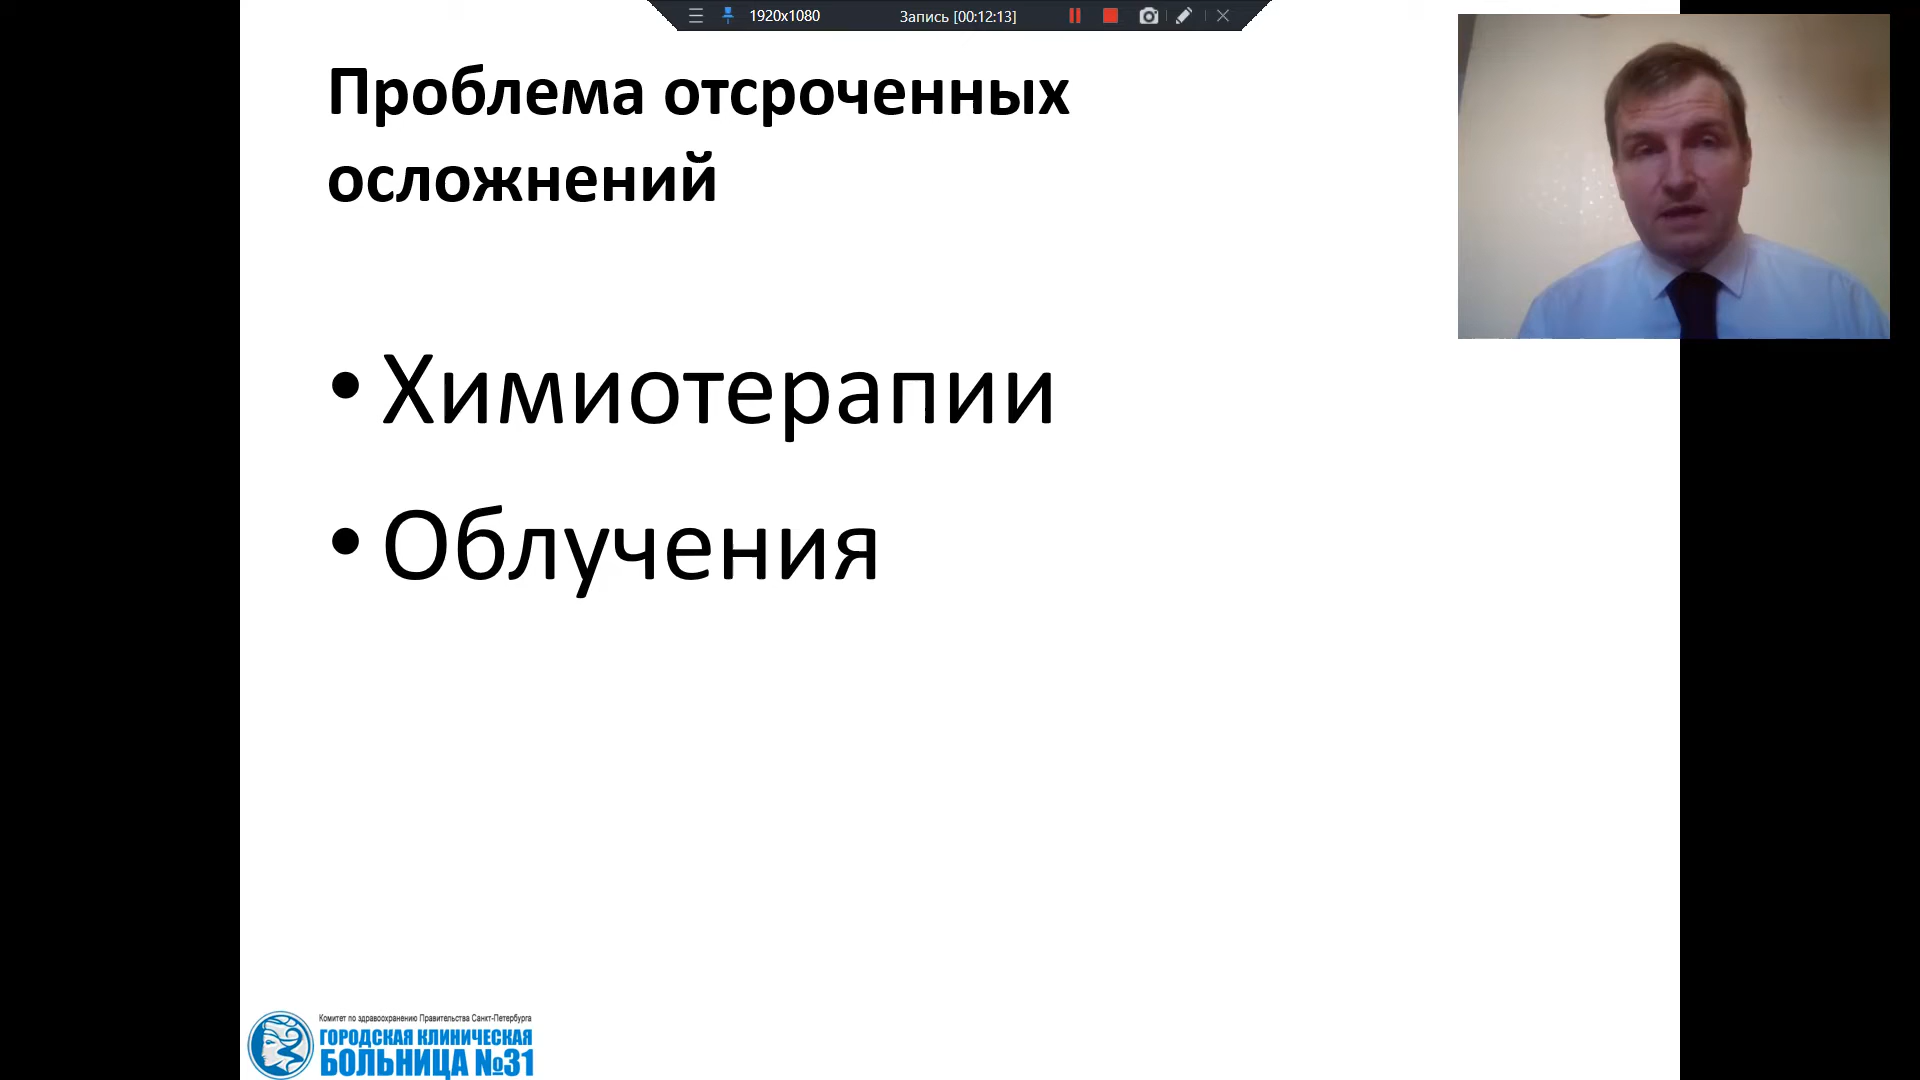 1920x1080
Запись [00:12:13]
Проблема отсроченных
осложнений
• Химиотерапии
• Облучения
Комитет по здравоохранению Правительства Санкт-Петербурга
ГОРОДСКАЯ КЛИНИЧЕСКАЯ
БОЛЬНИЦА №31